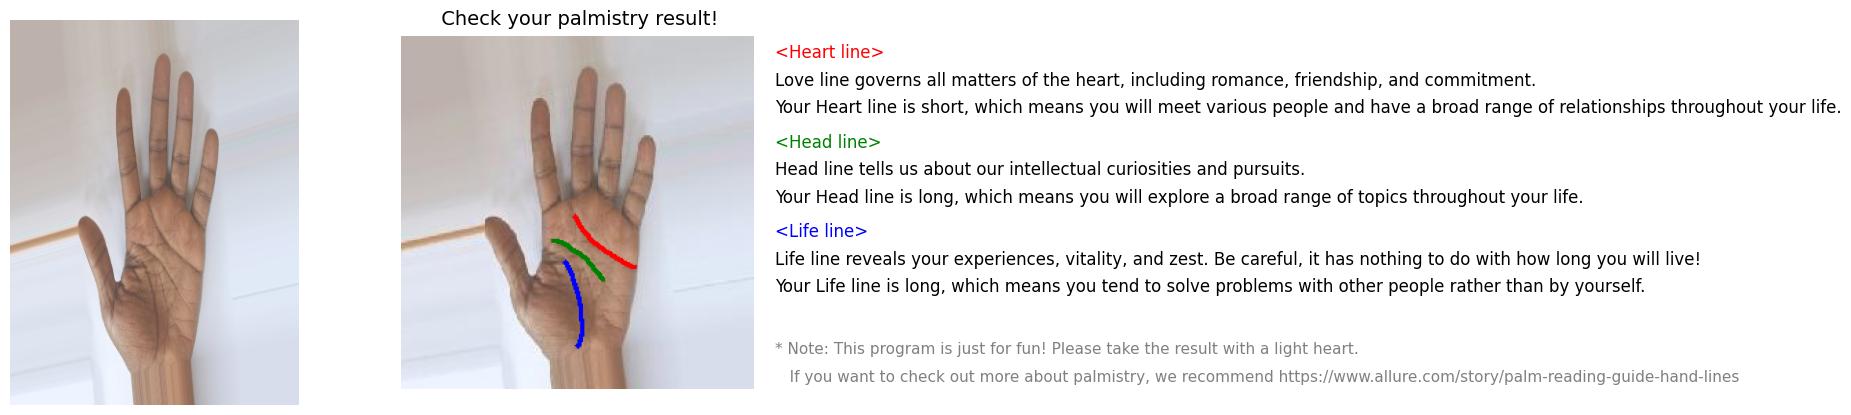 Check your palmistry result!
<Heart line>
Love line governs all matters of the heart, including romance, friendship, and commitment.
Your Heart line is short, which means you will meet various people and have a broad range of relationships throughout your life.
<Head line>
Head line tells us about our intellectual curiosities and pursuits.
Your Head line is long, which means you will explore a broad range of topics throughout your life.
<Life line>
Life line reveals your experiences, vitality, and zest. Be careful, it has nothing to do with how long you will live!
Your Life line is long, which means you tend to solve problems with other people rather than by yourself.
* Note: This program is just for fun! Please take the result with a light heart.
If you want to check out more about palmistry, we recommend https://www.allure.com/story/palm-reading-guide-hand-lines